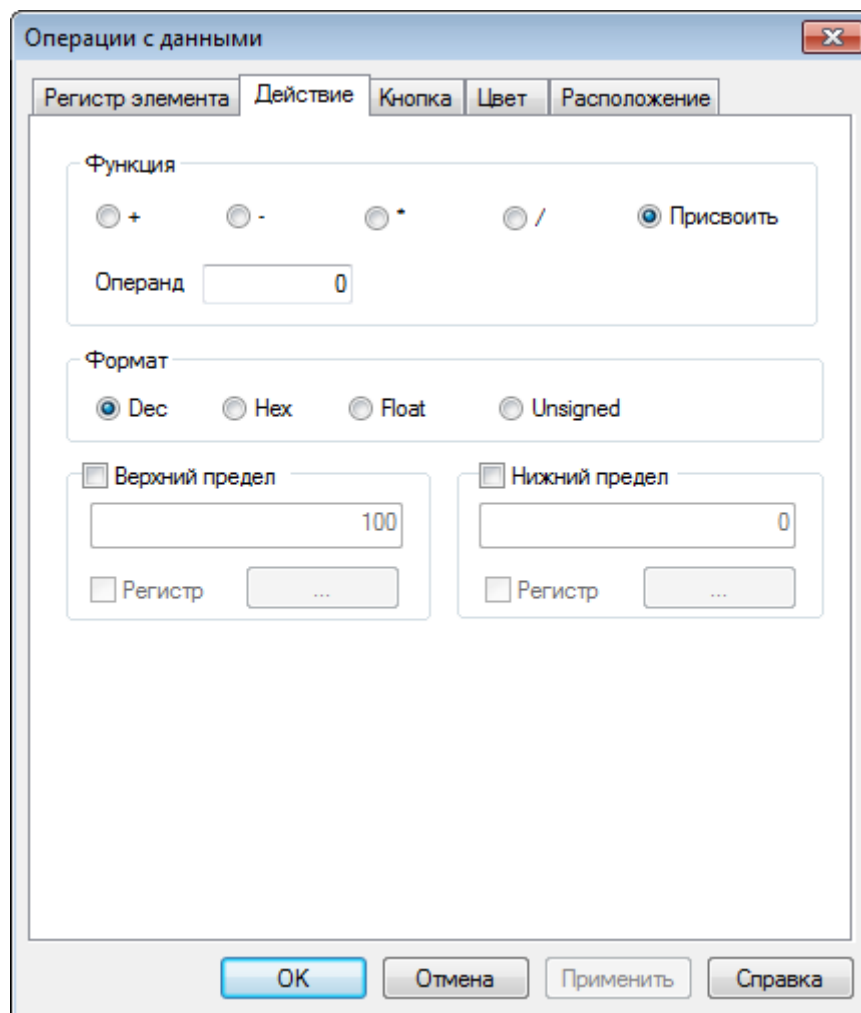 Операции с данными
Регистр элемента Действие Кнопка Цвет Расположение
Функция
+ - * / Присвоить
Операнд 0
Формат
Dec Hex Float Unsigned
Верхний предел Нижний предел
100 0
Регистр ... Регистр ...
OK Отмена Применить Справка